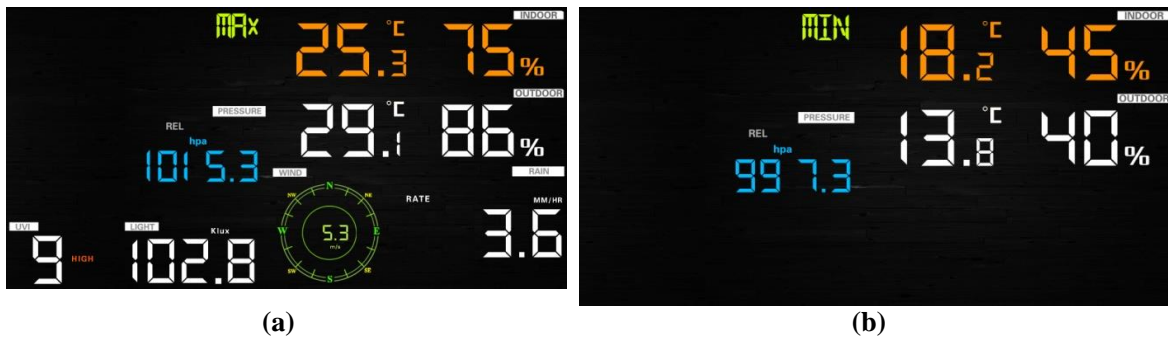 MAX
INDOOR
25.3 °C
75%
OUTDOOR
29.1 °C
86%
PRESSURE
REL
hpa
1015.3
WIND
N
NE
E
SE
S
SW
W
NW
5.3
m/s
RAIN
RATE
MM/HR
3.6
UVI
9 HIGH
LIGHT
Klux
102.8
(a)
MIN
INDOOR
18.2 °C
45%
OUTDOOR
13.8 °C
40%
PRESSURE
REL
hpa
997.3
(b)